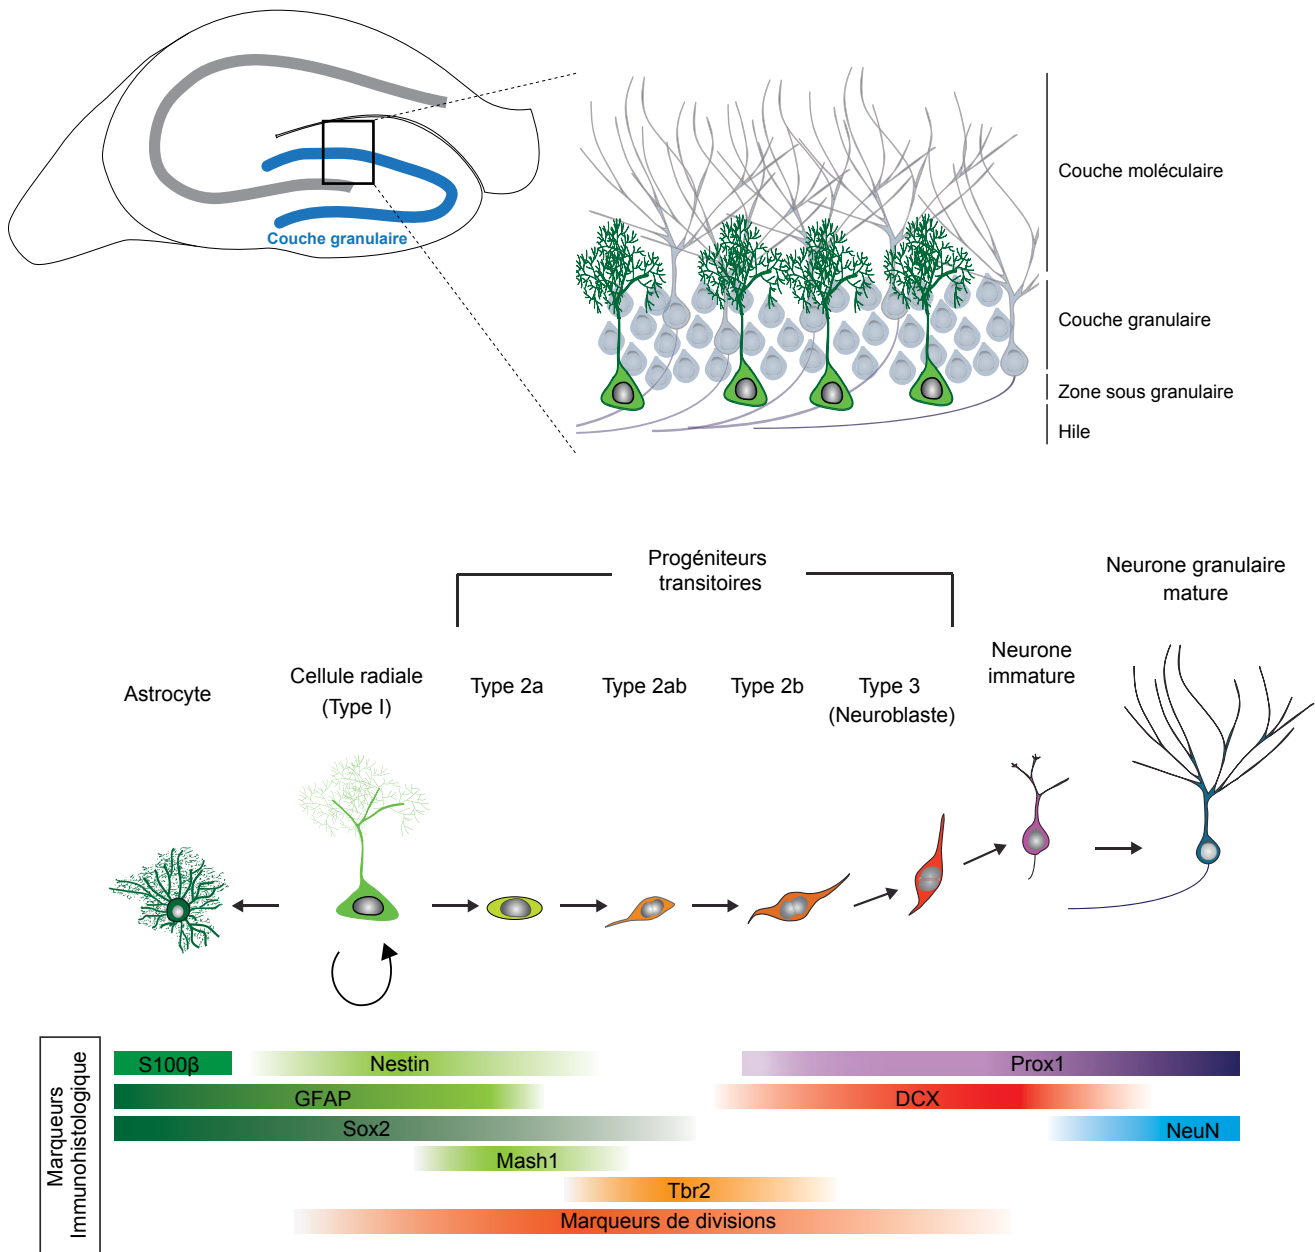 Couche granulaire
Couche moléculaire
Couche granulaire
Zone sous granulaire
Hile
Progéniteurs
transitoires
Neurone granulaire
mature
Astrocyte
Cellule radiale
(Type I)
Type 2a
Type 2ab
Type 2b
Type 3
(Neuroblaste)
Neurone
immature
Marqueurs
Immunohistologique
S100β
Nestin
Prox1
GFAP
DCX
Sox2
NeuN
Mash1
Tbr2
Marqueurs de divisions